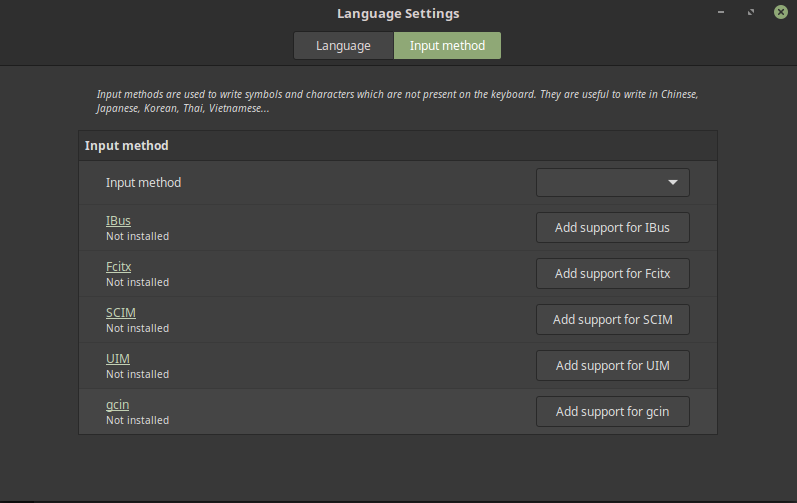 Language Settings
Language
Input method
Input methods are used to write symbols and characters which are not present on the keyboard. They are useful to write in Chinese,
Japanese, Korean, Thai, Vietnamese...
Input method
Input method
IBus
Not installed
Add support for IBus
Fcitx
Not installed
Add support for Fcitx
SCIM
Not installed
Add support for SCIM
UIM
Not installed
Add support for UIM
gcin
Not installed
Add support for gcin